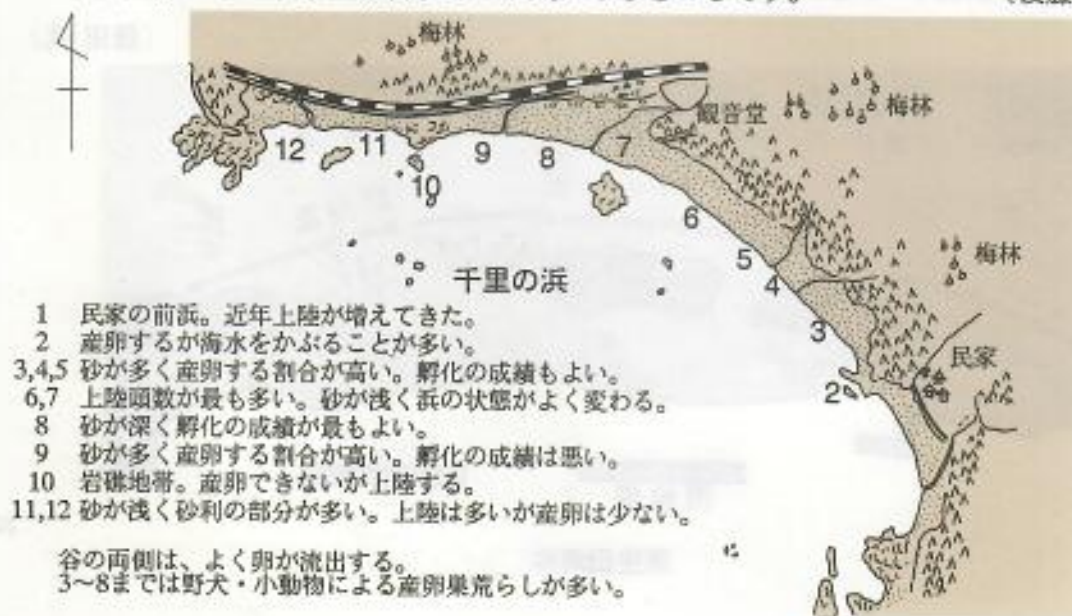 梅林
観音堂
梅林
梅林
民家
12
11
10
9
8
7
6
5
4
3
2
千里の浜
1 民家の前浜。近年上陸が増えてきた。
2 産卵するが海水をかぶることが多い。
3,4,5 砂が多く産卵する割合が高い。孵化の成績もよい。
6,7 上陸頭数が最も多い。砂が浅く浜の状態がよく変わる。
8 砂が深く孵化の成績が最もよい。
9 砂が多く産卵する割合が高い。孵化の成績は悪い。
10 岩礁地帯。産卵できないが上陸する。
11,12 砂が浅く砂利の部分が多い。上陸は多いが産卵は少ない。
谷の両側は、よく卵が流出する。
3〜8までは野犬・小動物による産卵巣荒らしが多い。